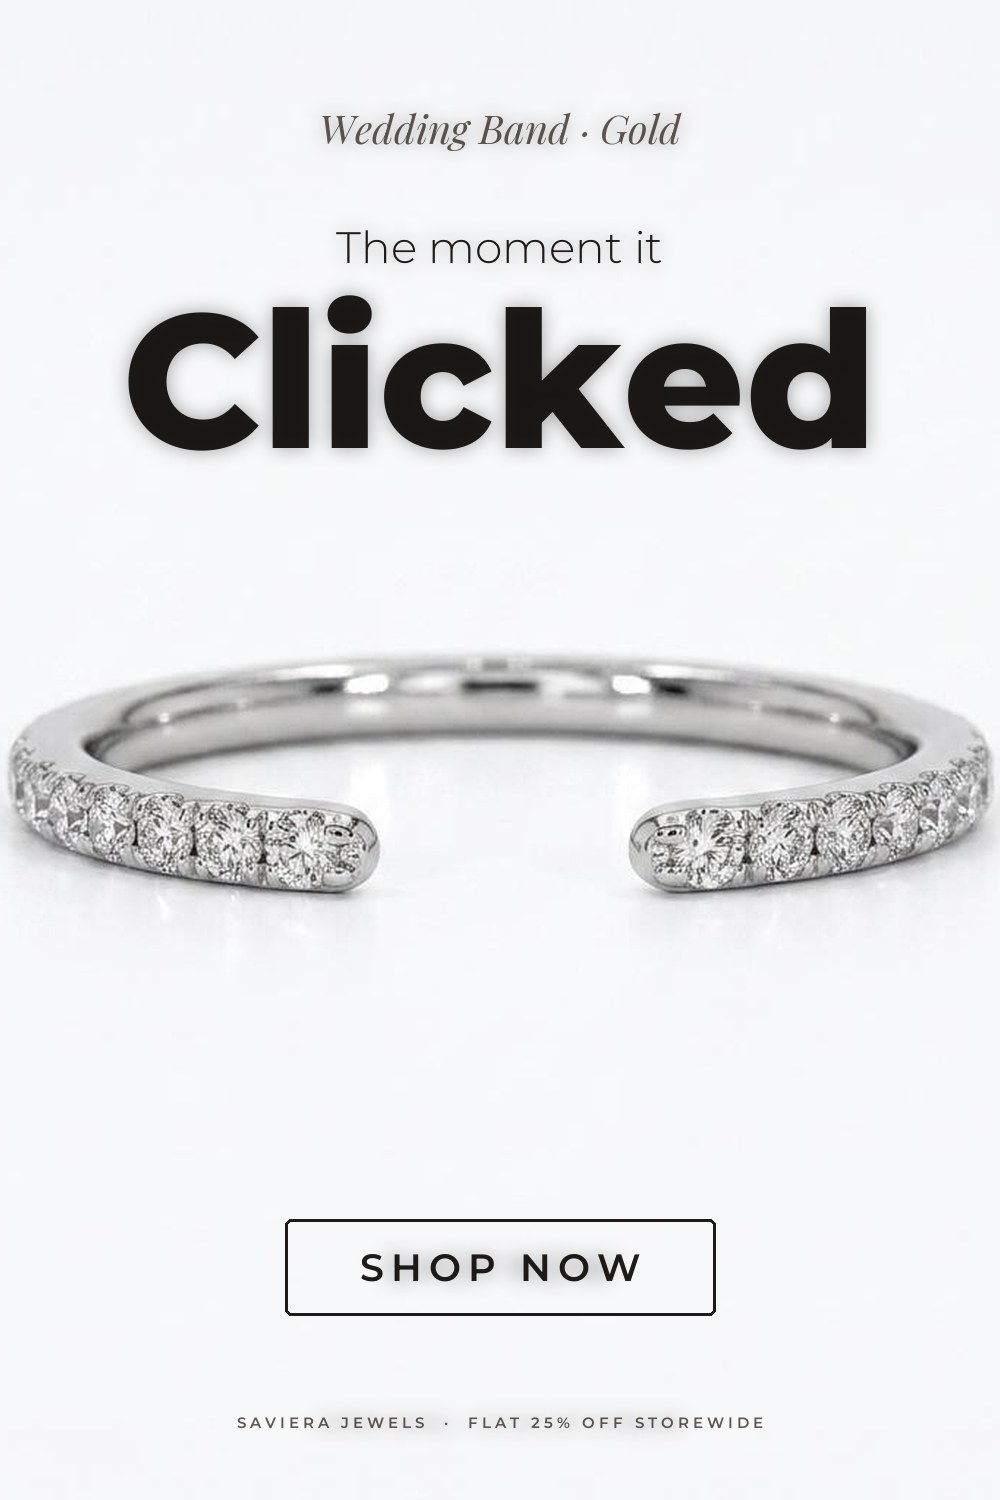 Wedding Band · Gold
The moment it
Clicked
SHOP NOW
SAVIERA JEWELS · FLAT 25% OFF STOREWIDE